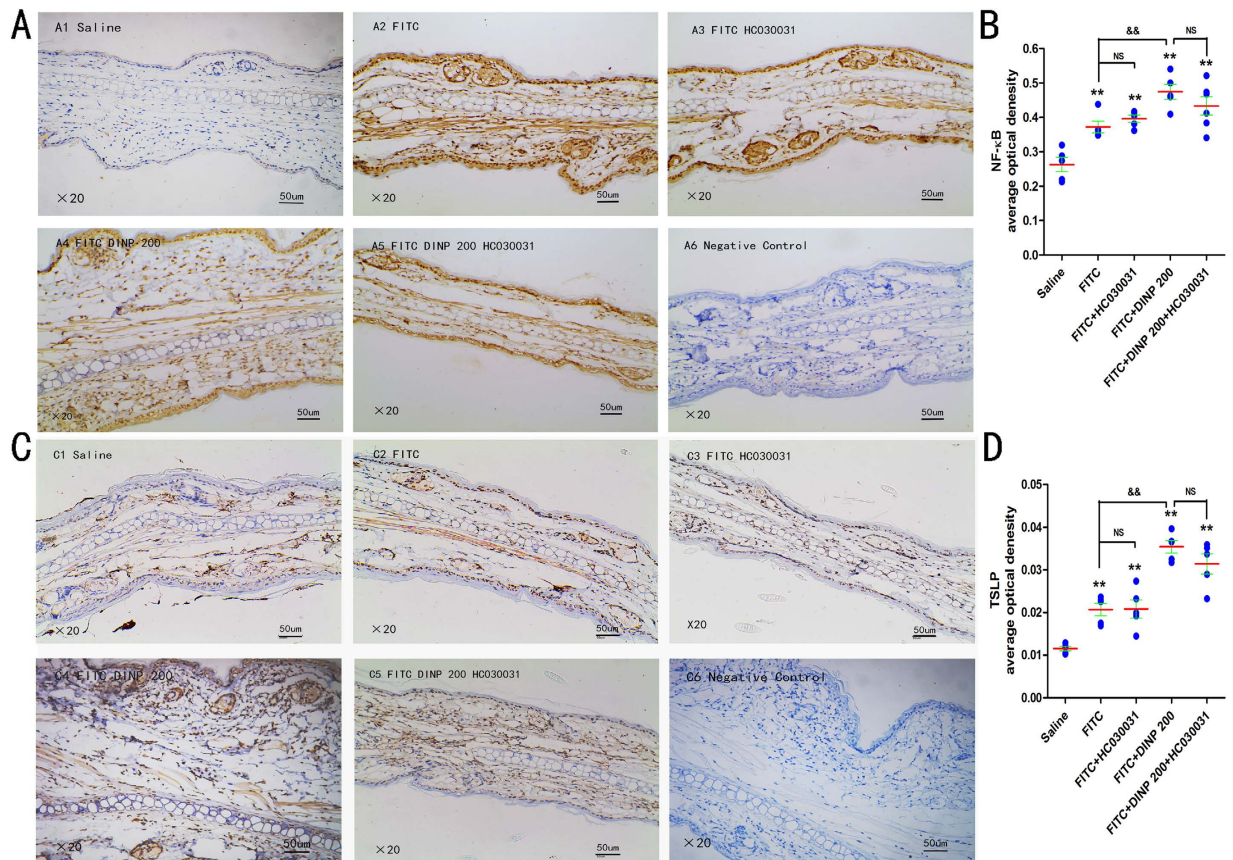 A
A1 Saline
×20
50um
A2 FITC
×20
50um
A3 FITC HC030031
×20
50um
A4 FITC DINP 200
×20
50um
A5 FITC DINP 200 HC030031
×20
50um
A6 Negative Control
×20
50um
B
NF-κB
average optical denesity
0.6
0.5
0.4
0.3
0.2
0.1
0.0
&&
NS
NS
**
**
**
**
Saline
FITC
FITC+HC030031
FITC+DINP 200
FITC+DINP 200+HC030031
C
C1 Saline
×20
50um
C2 FITC
×20
50um
C3 FITC HC030031
X20
50um
C4 FITC DINP 200
×20
50um
C5 FITC DINP 200 HC030031
×20
50um
C6 Negative Control
×20
50um
D
TSLP
average optical denesity
0.05
0.04
0.03
0.02
0.01
0.00
&&
NS
NS
**
**
**
**
Saline
FITC
FITC+HC030031
FITC+DINP 200
FITC+DINP 200+HC030031